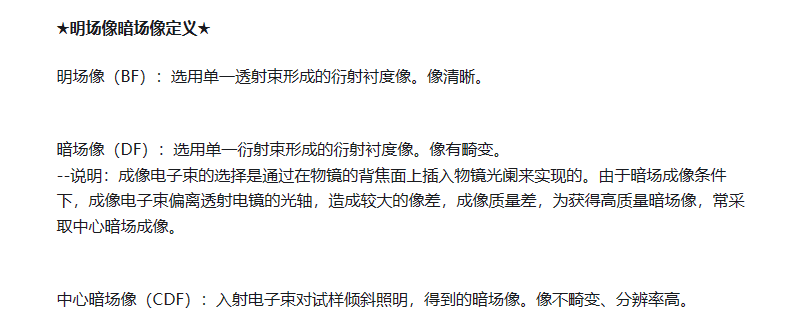 ★明场像暗场像定义★
明场像（BF）：选用单一透射束形成的衍射衬度像。像清晰。
暗场像（DF）：选用单一衍射束形成的衍射衬度像。像有畸变。
--说明：成像电子束的选择是通过在物镜的背焦面上插入物镜光阑来实现的。由于暗场成像条件
下，成像电子束偏离透射电镜的光轴，造成较大的像差，成像质量差，为获得高质量暗场像，常采
取中心暗场成像。
中心暗场像（CDF）：入射电子束对试样倾斜照明，得到的暗场像。像不畸变、分辨率高。